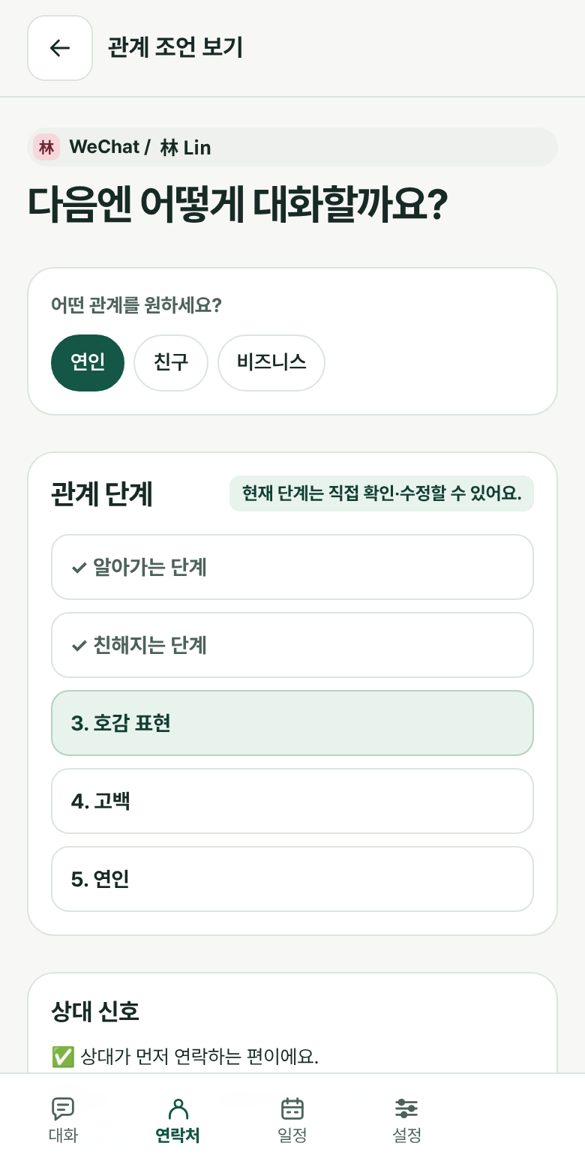 관계 조언 보기
林 WeChat / 林 Lin
다음엔 어떻게 대화할까요?
어떤 관계를 원하세요?
연인 친구 비즈니스
관계 단계 현재 단계는 직접 확인·수정할 수 있어요.
✓ 알아가는 단계
✓ 친해지는 단계
3. 호감 표현
4. 고백
5. 연인
상대 신호
✅ 상대가 먼저 연락하는 편이에요.
대화 연락처 일정 설정